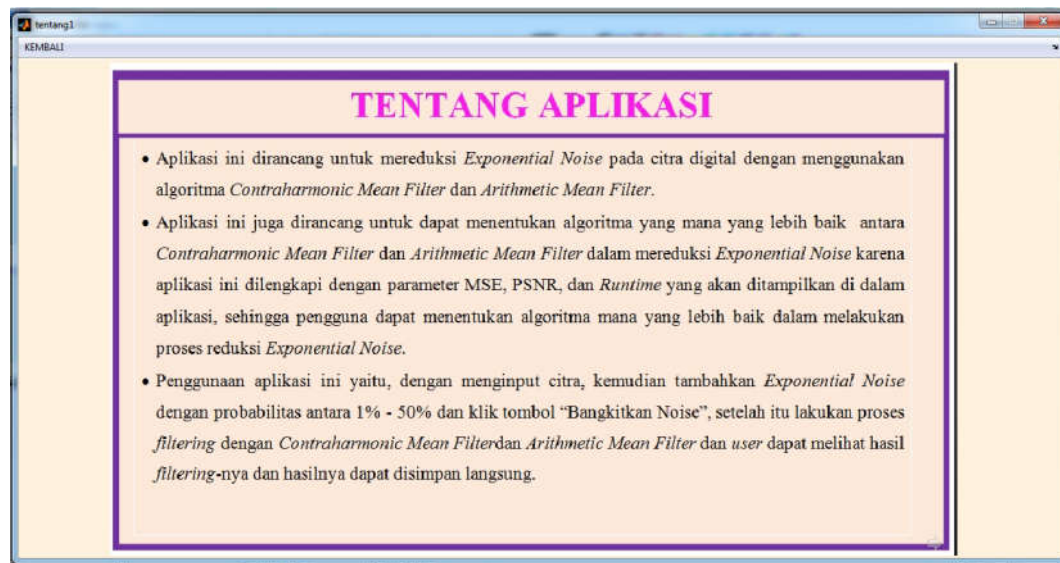 tentang1
KEMBALI
TENTANG APLIKASI
• Aplikasi ini dirancang untuk mereduksi Exponential Noise pada citra digital dengan menggunakan
algoritma Contraharmonic Mean Filter dan Arithmetic Mean Filter.
• Aplikasi ini juga dirancang untuk dapat menentukan algoritma yang mana yang lebih baik antara
Contraharmonic Mean Filter dan Arithmetic Mean Filter dalam mereduksi Exponential Noise karena
aplikasi ini dilengkapi dengan parameter MSE, PSNR, dan Runtime yang akan ditampilkan di dalam
aplikasi, sehingga pengguna dapat menentukan algoritma mana yang lebih baik dalam melakukan
proses reduksi Exponential Noise.
• Penggunaan aplikasi ini yaitu, dengan menginput citra, kemudian tambahkan Exponential Noise
dengan probabilitas antara 1% - 50% dan klik tombol “Bangkitkan Noise”, setelah itu lakukan proses
filtering dengan Contraharmonic Mean Filterdan Arithmetic Mean Filter dan user dapat melihat hasil
filtering-nya dan hasilnya dapat disimpan langsung.